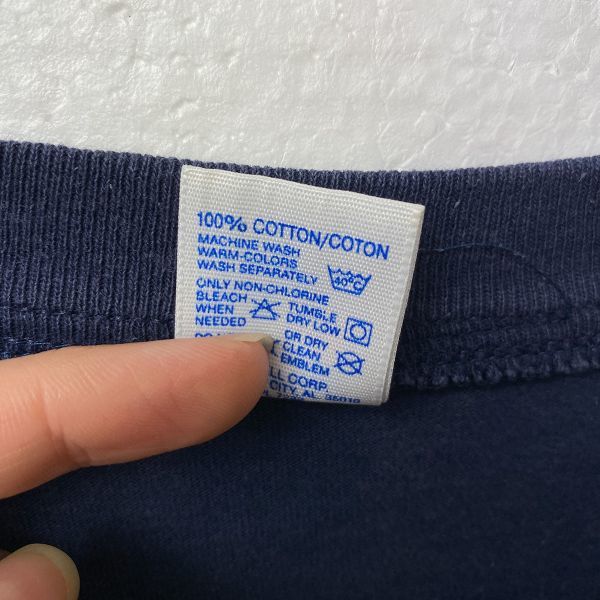 100% COTTON/COTON
MACHINE WASH
WARM-COLORS
WASH SEPARATELY 40°C
ONLY NON-CHLORINE
BLEACH TUMBLE
WHEN DRY LOW
NEEDED OR DRY
CLEAN
EMBLEM
CORP.
CITY, AL